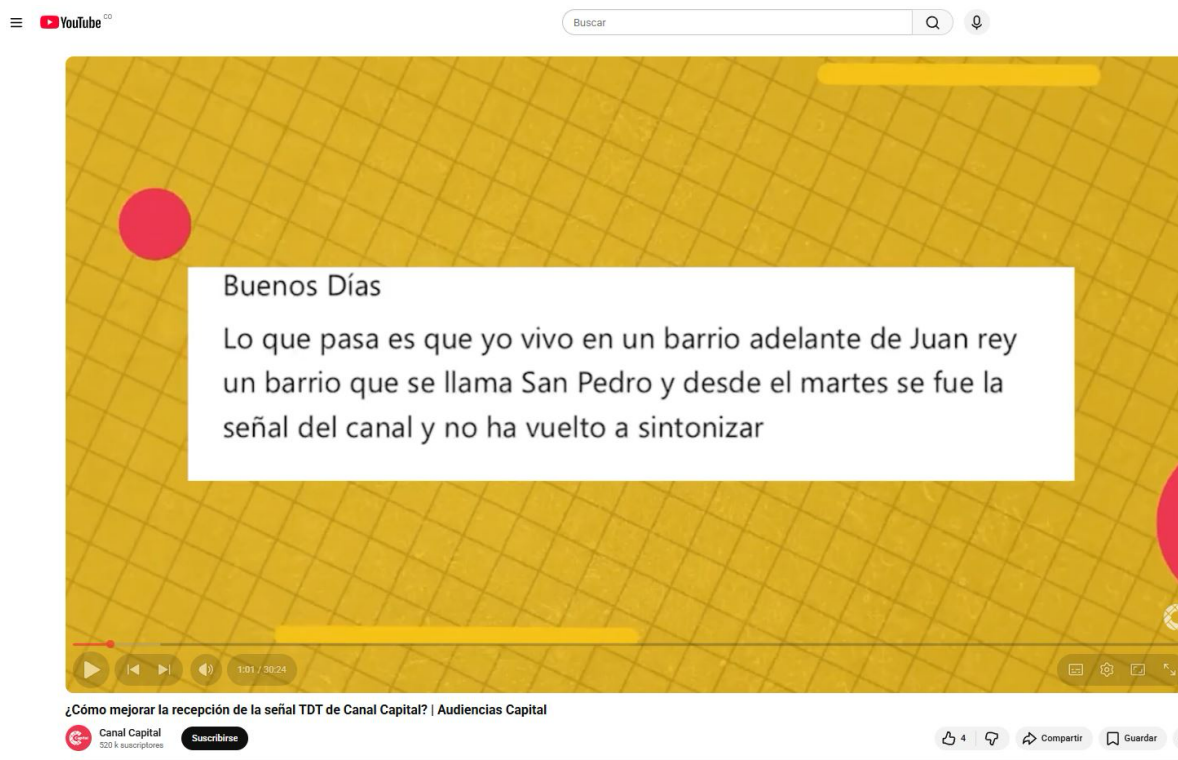 YouTube CO
Buscar
Buenos Días
Lo que pasa es que yo vivo en un barrio adelante de Juan rey
un barrio que se llama San Pedro y desde el martes se fue la
señal del canal y no ha vuelto a sintonizar
1:01 / 30:24
¿Cómo mejorar la recepción de la señal TDT de Canal Capital? | Audiencias Capital
Capital
Canal Capital
520 k suscriptores
Suscribirse
4
Compartir
Guardar